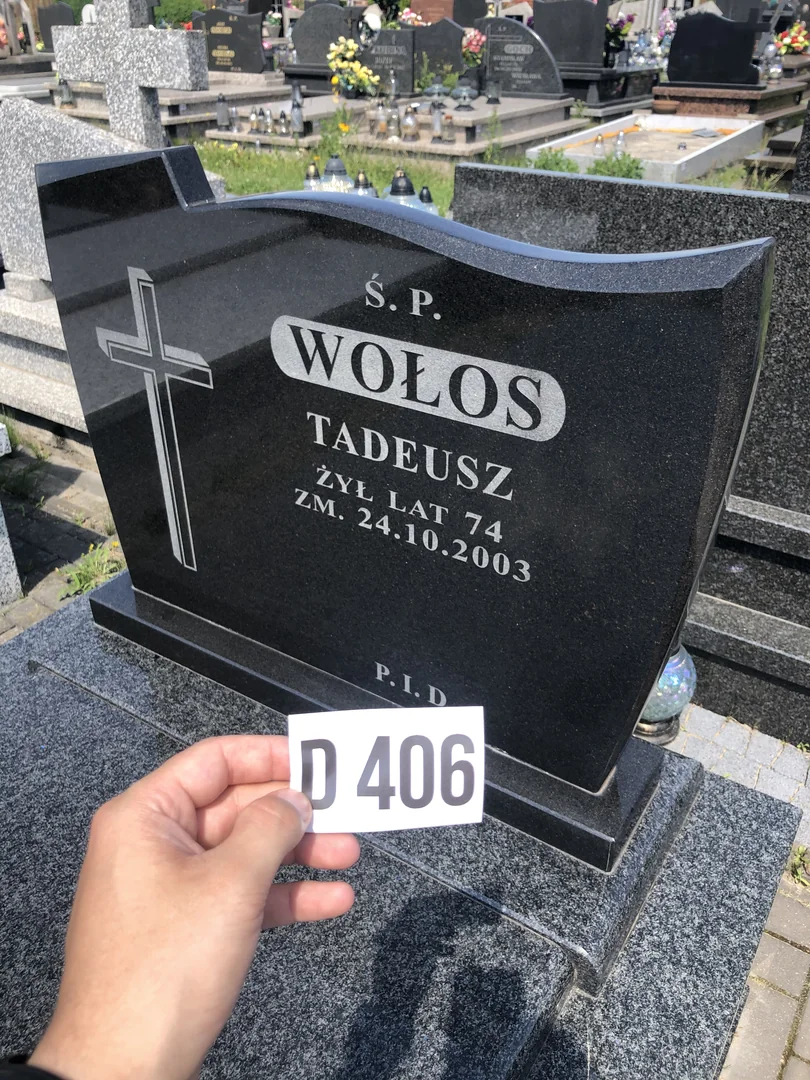 Ś. P.
WOŁOS
TADEUSZ
ŻYŁ LAT 74
ZM. 24.10.2003
P. I. D
D 406